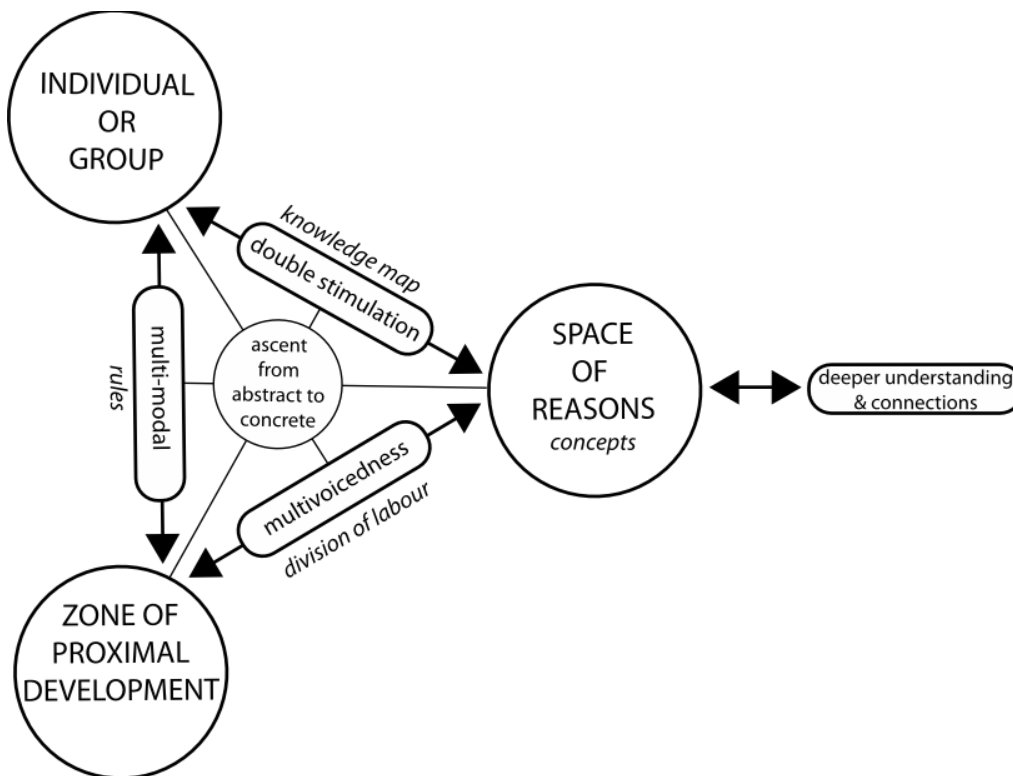 INDIVIDUAL
OR
GROUP
knowledge map
double stimulation
multi-modal
rules
ascent
from
abstract to
concrete
SPACE
OF
REASONS
concepts
deeper understanding
& connections
multivoicedness
division of labour
ZONE OF
PROXIMAL
DEVELOPMENT